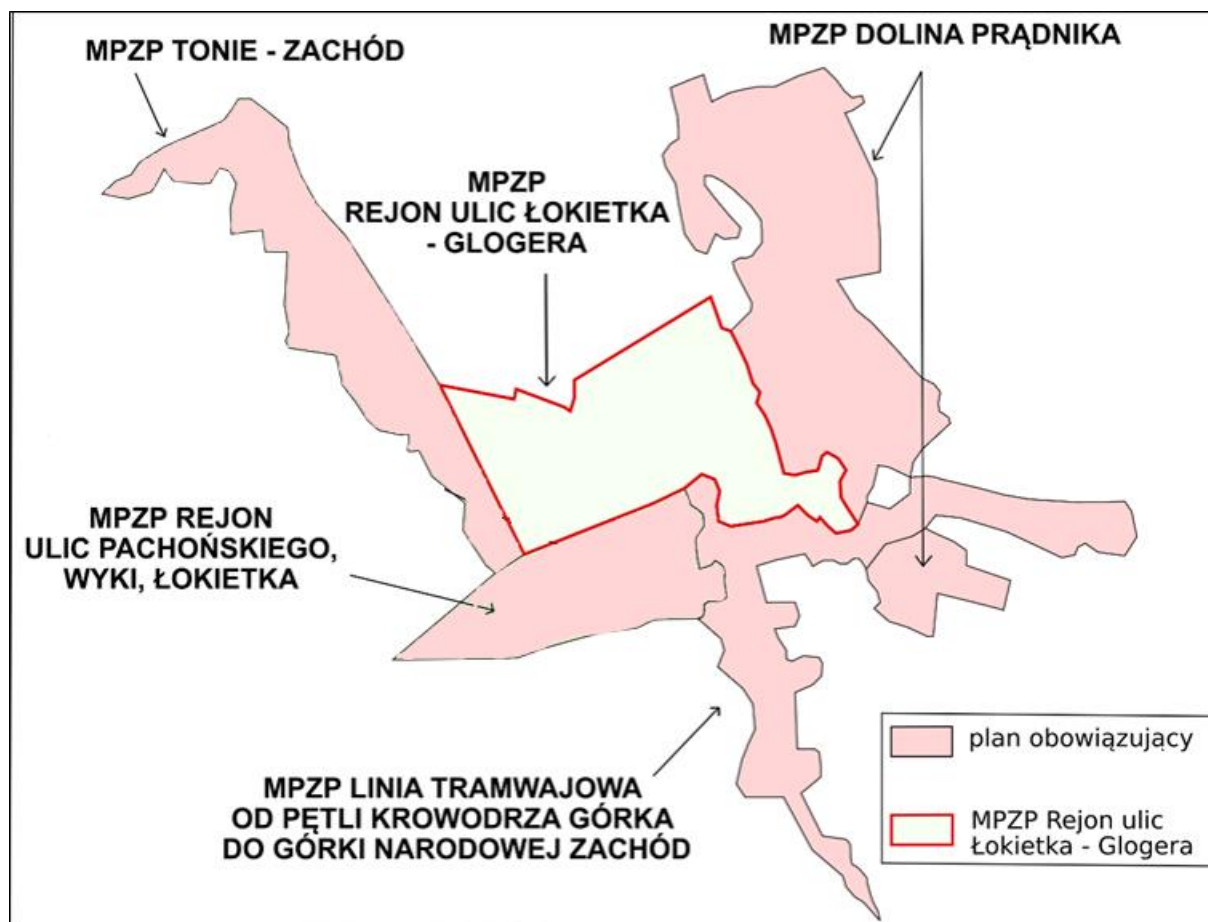 MPZP TONIE - ZACHÓD
MPZP DOLINA PRĄDNIKA
MPZP
REJON ULIC ŁOKIETKA
- GLOGERA
MPZP REJON
ULIC PACHOŃSKIEGO,
WYKI, ŁOKIETKA
MPZP LINIA TRAMWAJOWA
OD PĘTLI KROWODRZA GÓRKA
DO GÓRKI NARODOWEJ ZACHÓD
plan obowiązujący
MPZP Rejon ulic
Łokietka - Glogera